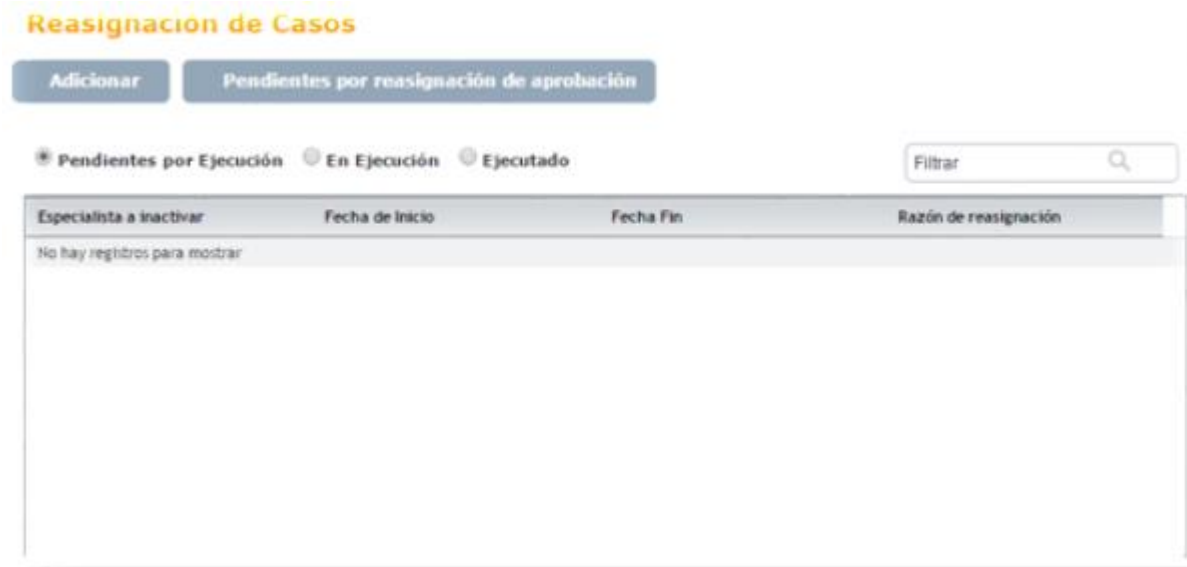 Reasignación de Casos
Adicionar Pendientes por reasignación de aprobación
Pendientes por Ejecución En Ejecución Ejecutado Filtrar
Especialista a inactivar Fecha de Inicio Fecha Fin Razón de reasignación
No hay registros para mostrar